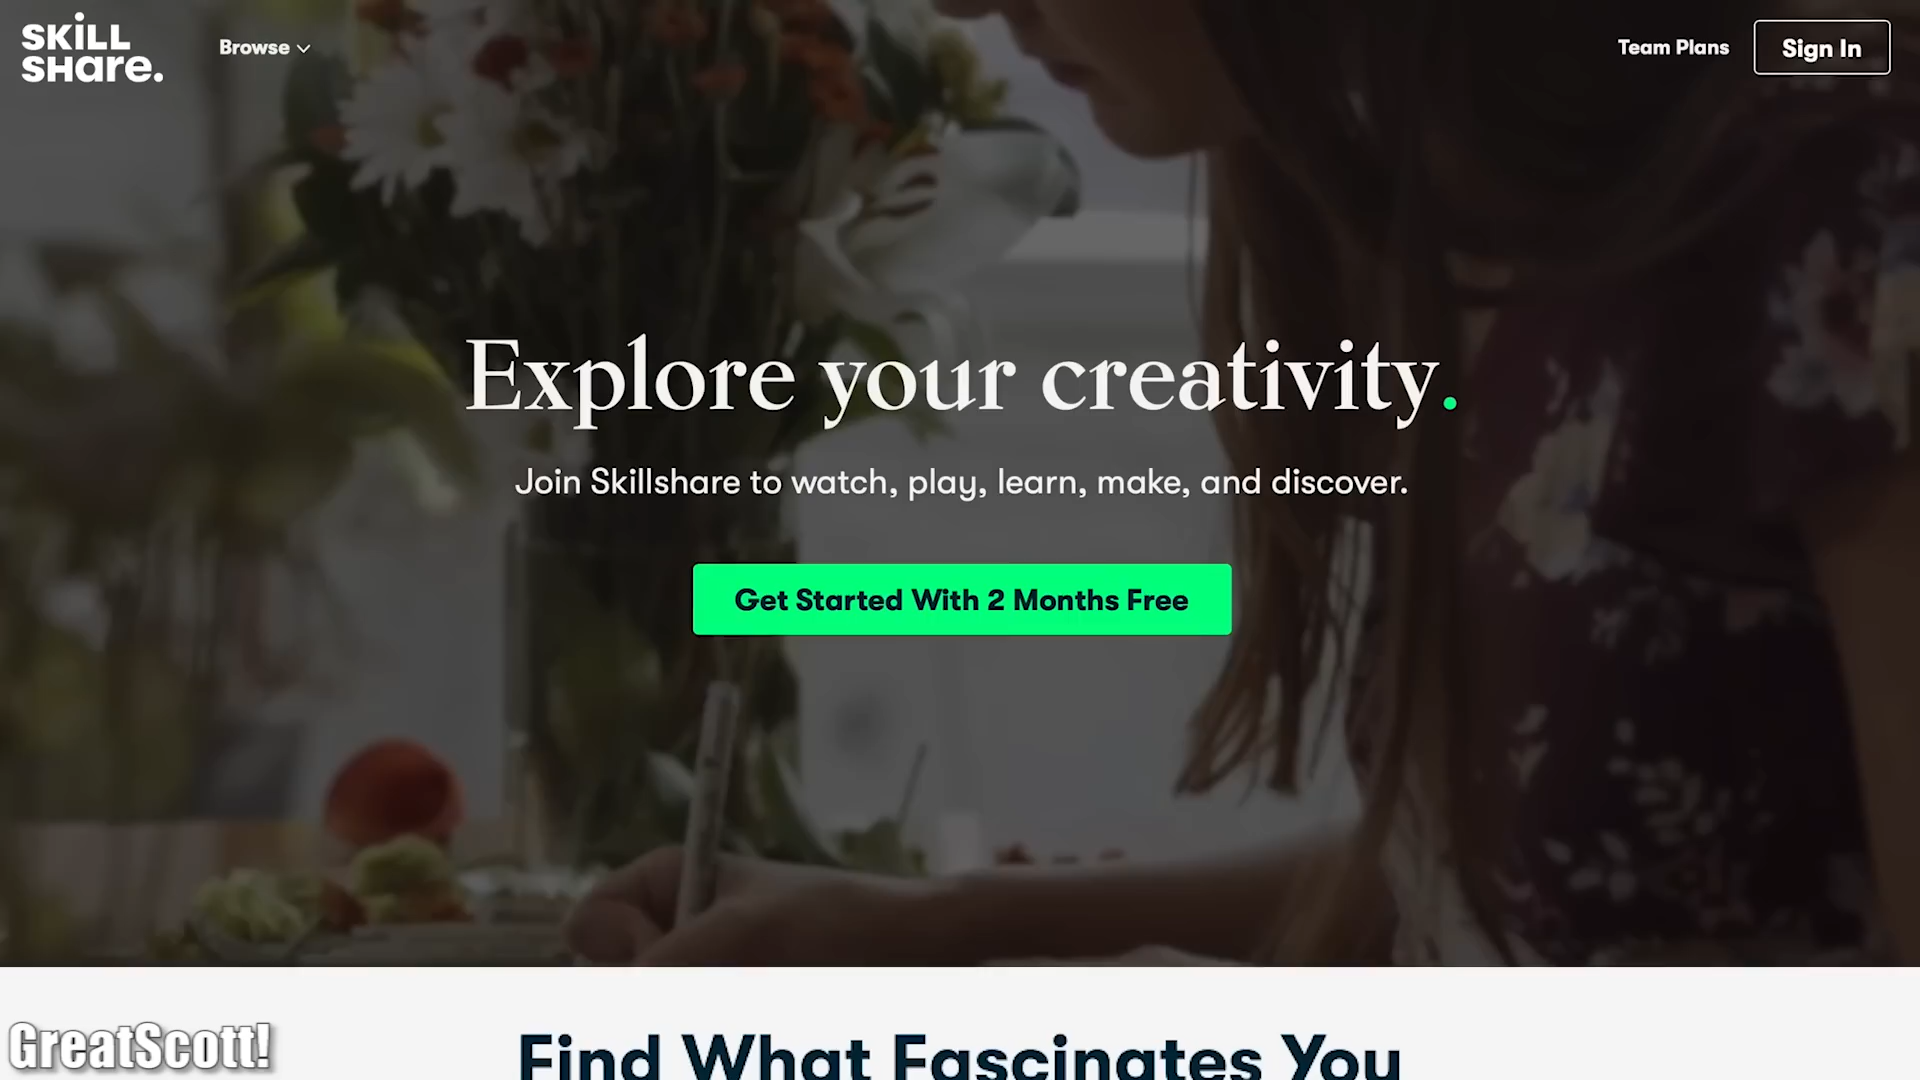 SKILL
SHare.
Browse
Team Plans
Sign In
Explore your creativity.
Join Skillshare to watch, play, learn, make, and discover.
Get Started With 2 Months Free
Find What Fascinates You
GreatScott!